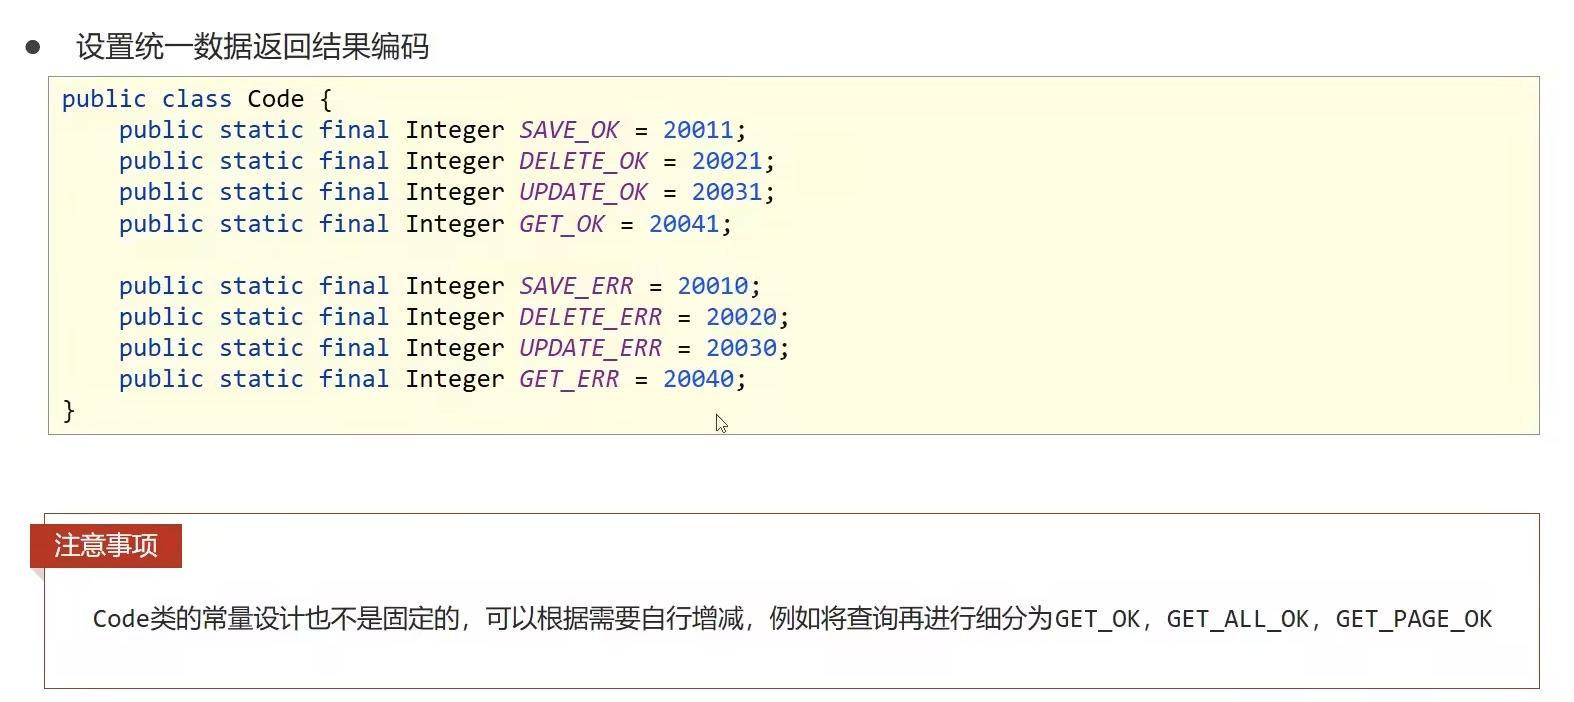 ● 设置统一数据返回结果编码
public class Code {
    public static final Integer SAVE_OK = 20011;
    public static final Integer DELETE_OK = 20021;
    public static final Integer UPDATE_OK = 20031;
    public static final Integer GET_OK = 20041;

    public static final Integer SAVE_ERR = 20010;
    public static final Integer DELETE_ERR = 20020;
    public static final Integer UPDATE_ERR = 20030;
    public static final Integer GET_ERR = 20040;
}
注意事项
Code类的常量设计也不是固定的，可以根据需要自行增减，例如将查询再进行细分为GET_OK，GET_ALL_OK，GET_PAGE_OK